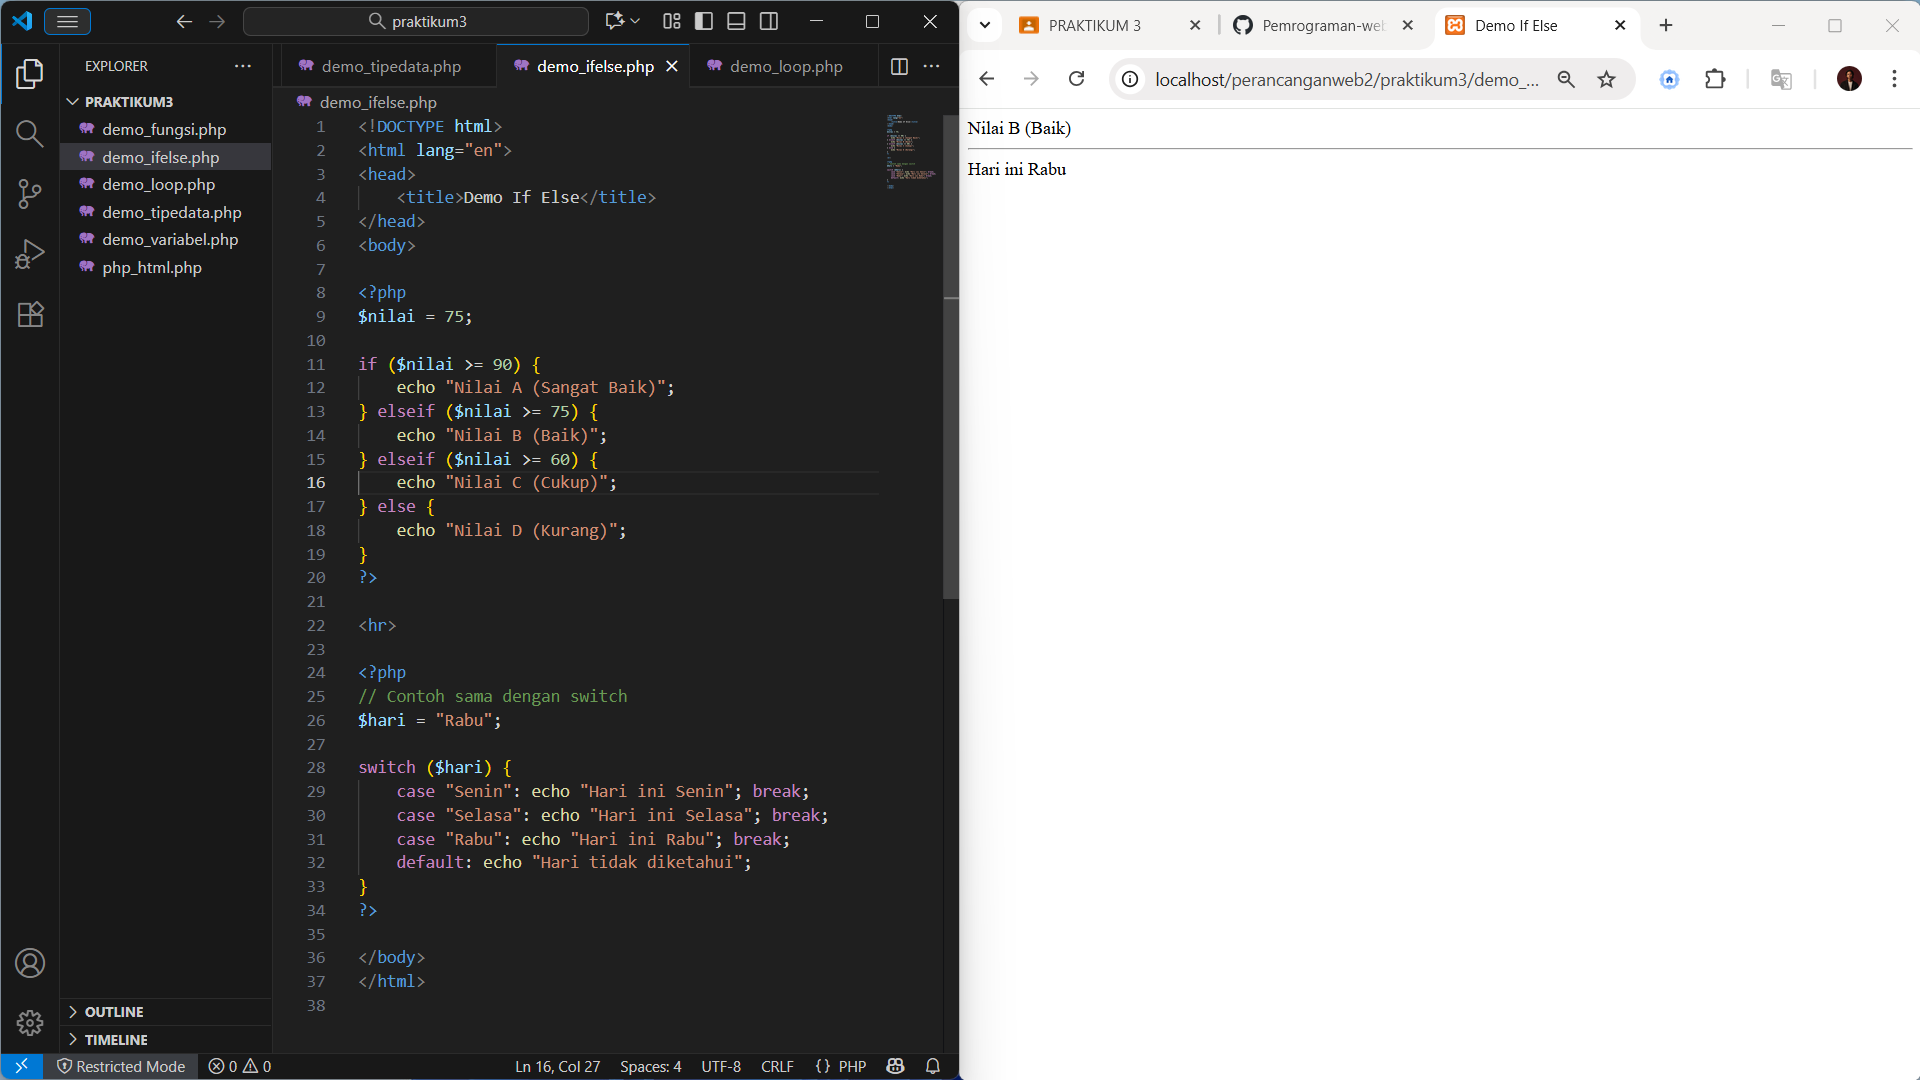 praktikum3
EXPLORER
PRAKTIKUM3
demo_fungsi.php
demo_ifelse.php
demo_loop.php
demo_tipedata.php
demo_variabel.php
php_html.php
OUTLINE
TIMELINE
demo_tipedata.php
demo_ifelse.php
demo_loop.php
demo_ifelse.php
1 <!DOCTYPE html>
2 <html lang="en">
3 <head>
4     <title>Demo If Else</title>
5 </head>
6 <body>
7
8 <?php
9 $nilai = 75;
10
11 if ($nilai >= 90) {
12     echo "Nilai A (Sangat Baik)";
13 } elseif ($nilai >= 75) {
14     echo "Nilai B (Baik)";
15 } elseif ($nilai >= 60) {
16     echo "Nilai C (Cukup)";
17 } else {
18     echo "Nilai D (Kurang)";
19 }
20 ?>
21
22 <hr>
23
24 <?php
25 // Contoh sama dengan switch
26 $hari = "Rabu";
27
28 switch ($hari) {
29     case "Senin": echo "Hari ini Senin"; break;
30     case "Selasa": echo "Hari ini Selasa"; break;
31     case "Rabu": echo "Hari ini Rabu"; break;
32     default: echo "Hari tidak diketahui";
33 }
34 ?>
35
36 </body>
37 </html>
38
Restricted Mode
0
0
Ln 16, Col 27
Spaces: 4
UTF-8
CRLF
{} PHP
PRAKTIKUM 3
Pemrograman-web
Demo If Else
localhost/perancanganweb2/praktikum3/demo_...
Nilai B (Baik)
Hari ini Rabu